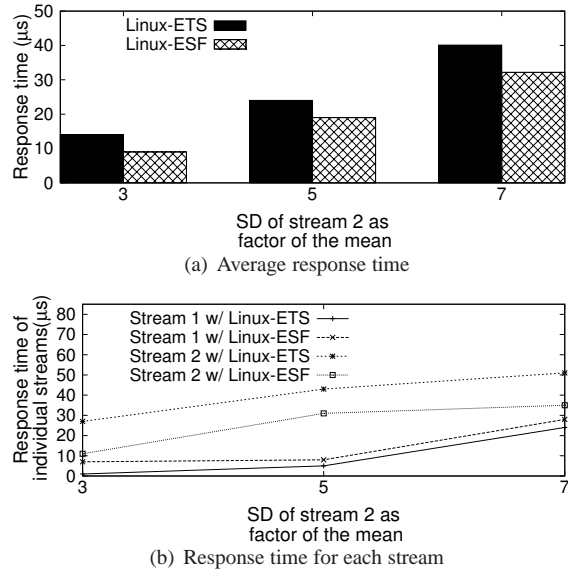 50
40
30
20
10
0
Response time (μs)
Linux-ETS
Linux-ESF
3 5 7
SD of stream 2 as
factor of the mean
(a) Average response time
80
70
60
50
40
30
20
10
0
Response time of
individual streams(μs)
Stream 1 w/ Linux-ETS
Stream 1 w/ Linux-ESF
Stream 2 w/ Linux-ETS
Stream 2 w/ Linux-ESF
3 5 7
SD of stream 2 as
factor of the mean
(b) Response time for each stream